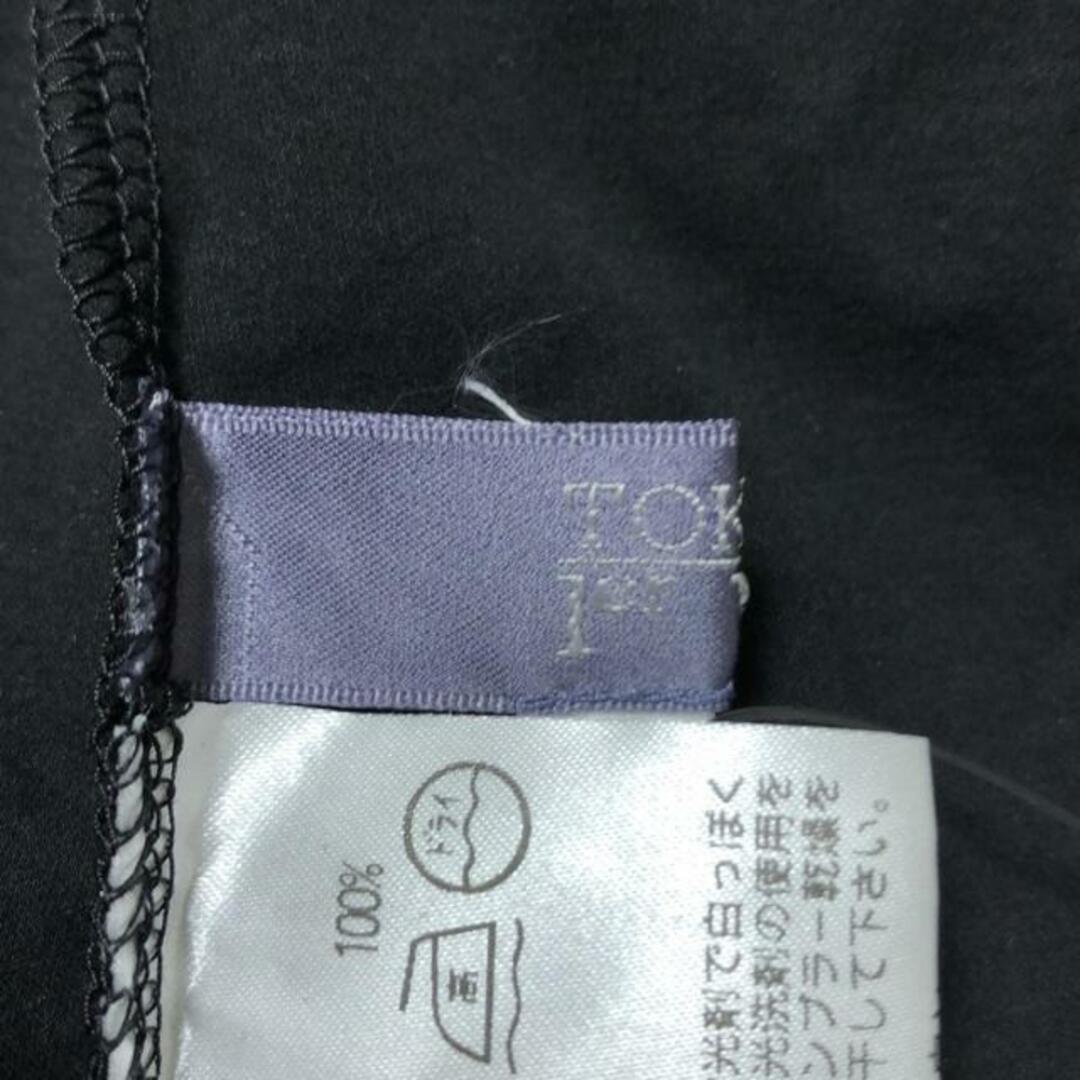 TOK
1er
100%
ドライ
高
光剤で白っぽく
光洗剤の使用を
ンブラー乾燥を
干して下さい。